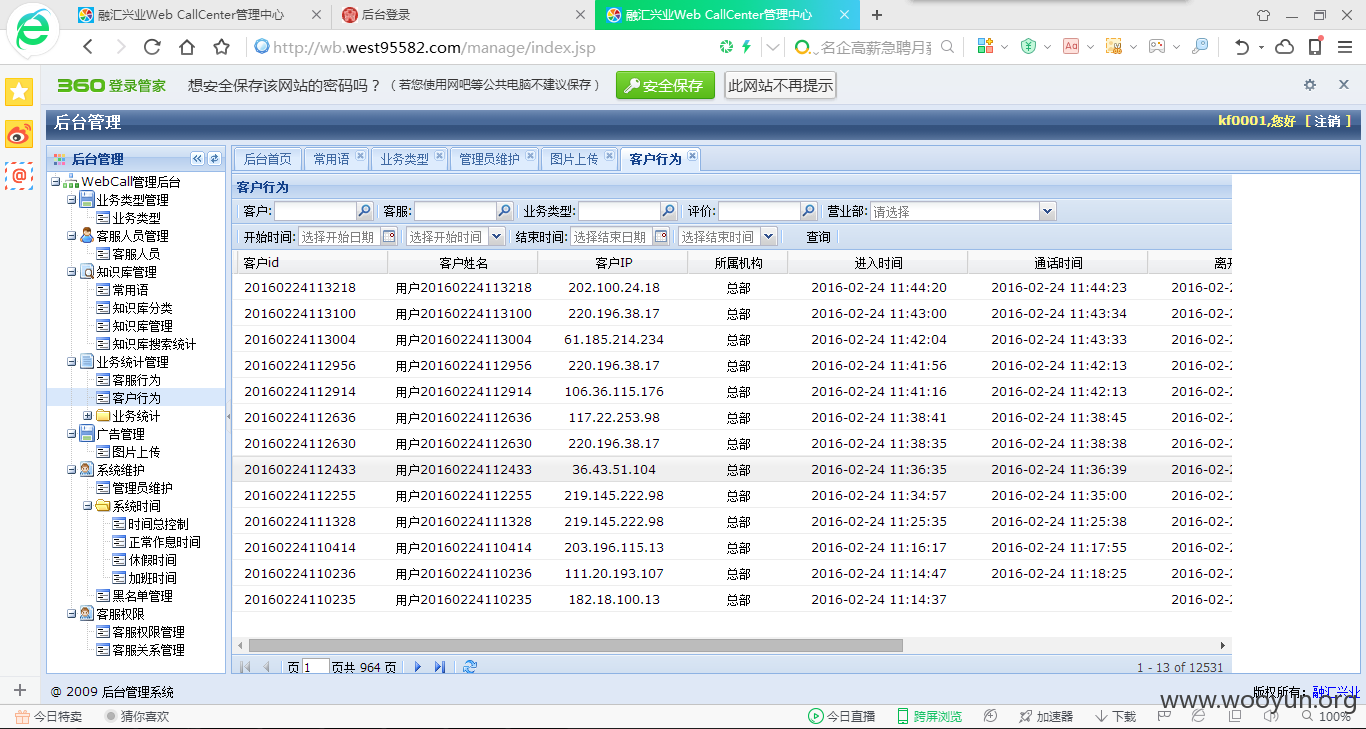 融汇兴业Web CallCenter管理中心
后台登录
融汇兴业Web CallCenter管理中心
http://wb.west95582.com/manage/index.jsp
名企高薪急聘月
360 登录管家 想安全保存该网站的密码吗？（若您使用网吧等公共电脑不建议保存） 安全保存 此网站不再提示
后台管理 kf0001,您好 [ 注销 ]
后台管理
WebCall管理后台
业务类型管理
业务类型
客服人员管理
客服人员
知识库管理
常用语
知识库分类
知识库管理
知识库搜索统计
业务统计管理
客服行为
客户行为
业务统计
广告管理
图片上传
系统维护
管理员维护
系统时间
时间总控制
正常作息时间
休假时间
加班时间
黑名单管理
客服权限
客服权限管理
客服关系管理
后台首页 常用语 业务类型 管理员维护 图片上传 客户行为
客户行为
客户: 客服: 业务类型: 评价: 营业部: 请选择
开始时间: 选择开始日期 选择开始时间 结束时间: 选择结束日期 选择结束时间 查询
客户id 客户姓名 客户IP 所属机构 进入时间 通话时间 离开
20160224113218 用户20160224113218 202.100.24.18 总部 2016-02-24 11:44:20 2016-02-24 11:44:23 2016-02-2
20160224113100 用户20160224113100 220.196.38.17 总部 2016-02-24 11:43:00 2016-02-24 11:43:34 2016-02-2
20160224113004 用户20160224113004 61.185.214.234 总部 2016-02-24 11:42:04 2016-02-24 11:43:33 2016-02-2
20160224112956 用户20160224112956 220.196.38.17 总部 2016-02-24 11:41:56 2016-02-24 11:42:13 2016-02-2
20160224112914 用户20160224112914 106.36.115.176 总部 2016-02-24 11:41:16 2016-02-24 11:42:13 2016-02-2
20160224112636 用户20160224112636 117.22.253.98 总部 2016-02-24 11:38:41 2016-02-24 11:38:45 2016-02-2
20160224112630 用户20160224112630 220.196.38.17 总部 2016-02-24 11:38:35 2016-02-24 11:38:38 2016-02-2
20160224112433 用户20160224112433 36.43.51.104 总部 2016-02-24 11:36:35 2016-02-24 11:36:39 2016-02-2
20160224112255 用户20160224112255 219.145.222.98 总部 2016-02-24 11:34:57 2016-02-24 11:35:00 2016-02-2
20160224111328 用户20160224111328 219.145.222.98 总部 2016-02-24 11:25:35 2016-02-24 11:25:38 2016-02-2
20160224110414 用户20160224110414 203.196.115.13 总部 2016-02-24 11:16:17 2016-02-24 11:17:55 2016-02-2
20160224110236 用户20160224110236 111.20.193.107 总部 2016-02-24 11:14:47 2016-02-24 11:18:25 2016-02-2
20160224110235 用户20160224110235 182.18.100.13 总部 2016-02-24 11:14:37 2016-02-2
页 1 页共 964 页 1 - 13 of 12531
@ 2009 后台管理系统 版权所有: 融汇兴业
www.wooyun.org
今日特卖 猜你喜欢 今日直播 跨屏浏览 加速器 下载 100%